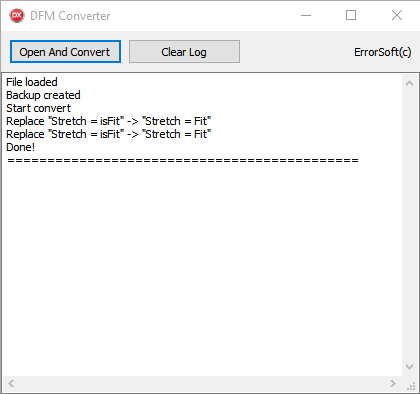 DX DFM Converter
Open And Convert Clear Log ErrorSoft(c)
File loaded
Backup created
Start convert
Replace "Stretch = isFit" -> "Stretch = Fit"
Replace "Stretch = isFit" -> "Stretch = Fit"
Done!
============================================